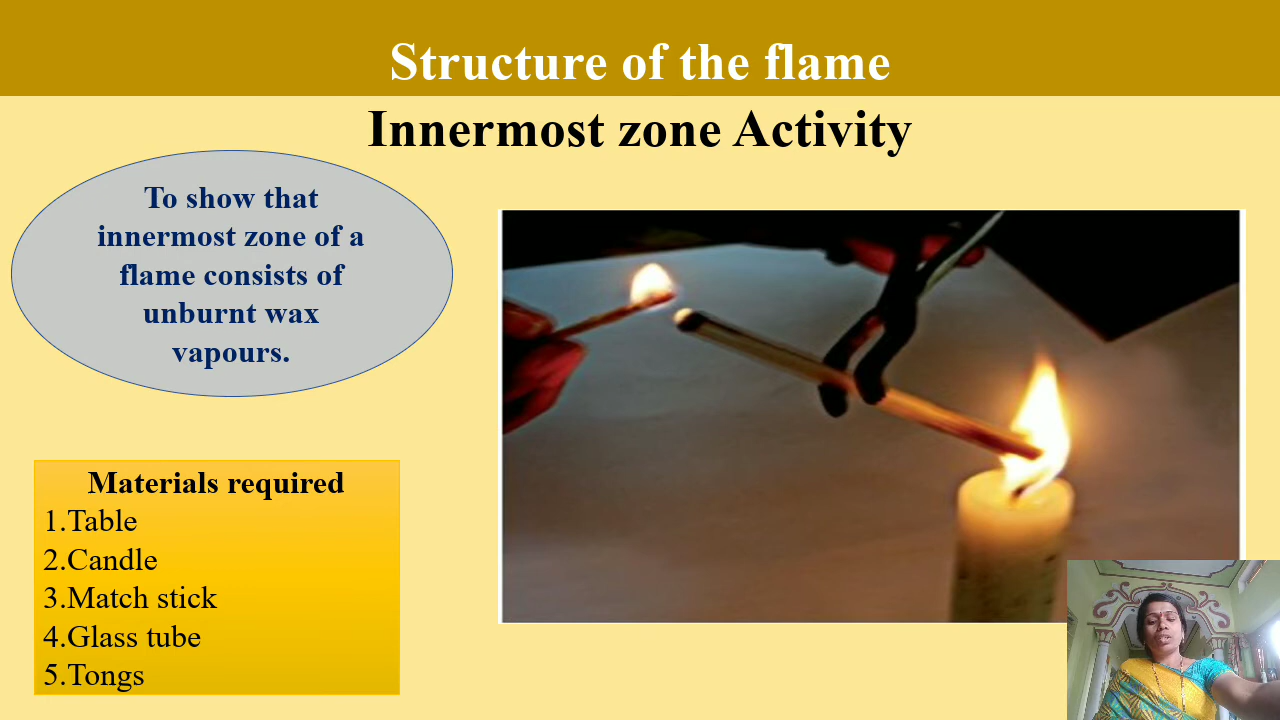 Structure of the flame
Innermost zone Activity
To show that
innermost zone of a
flame consists of
unburnt wax
vapours.
Materials required
1.Table
2.Candle
3.Match stick
4.Glass tube
5.Tongs